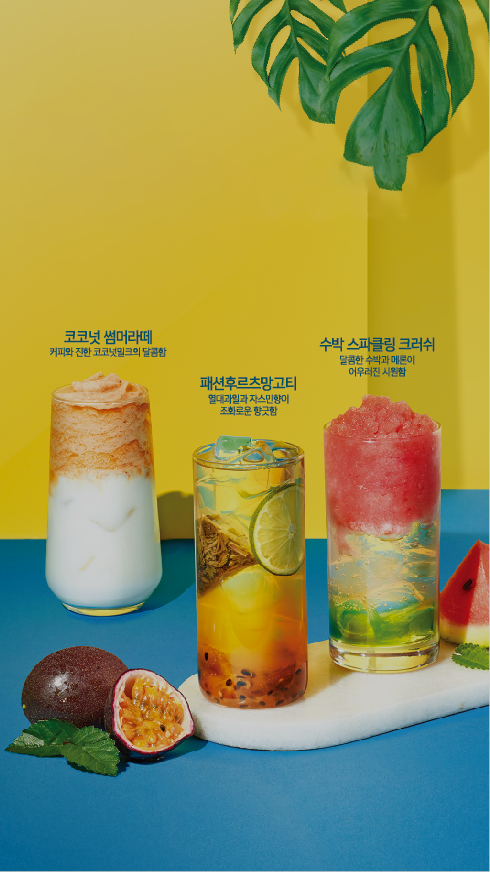 코코넛 썸머라떼
커피와 진한 코코넛밀크의 달콤함
패션후르츠망고티
열대과일과 자스민향이
조화로운 향긋함
수박 스파클링 크러쉬
달콤한 수박과 메론이
어우러진 시원함